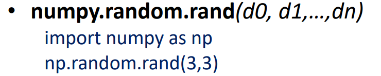 • numpy.random.rand(d0, d1,…,dn)
import numpy as np
np.random.rand(3,3)